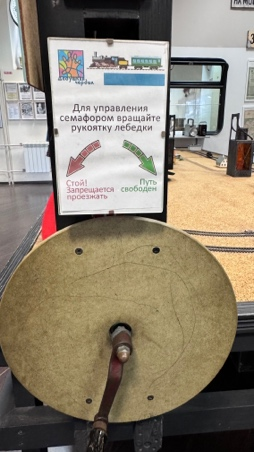 Для управления
семафором вращайте
рукоятку лебедки
Стой!
Запрещается
проезжать
Путь
свободен